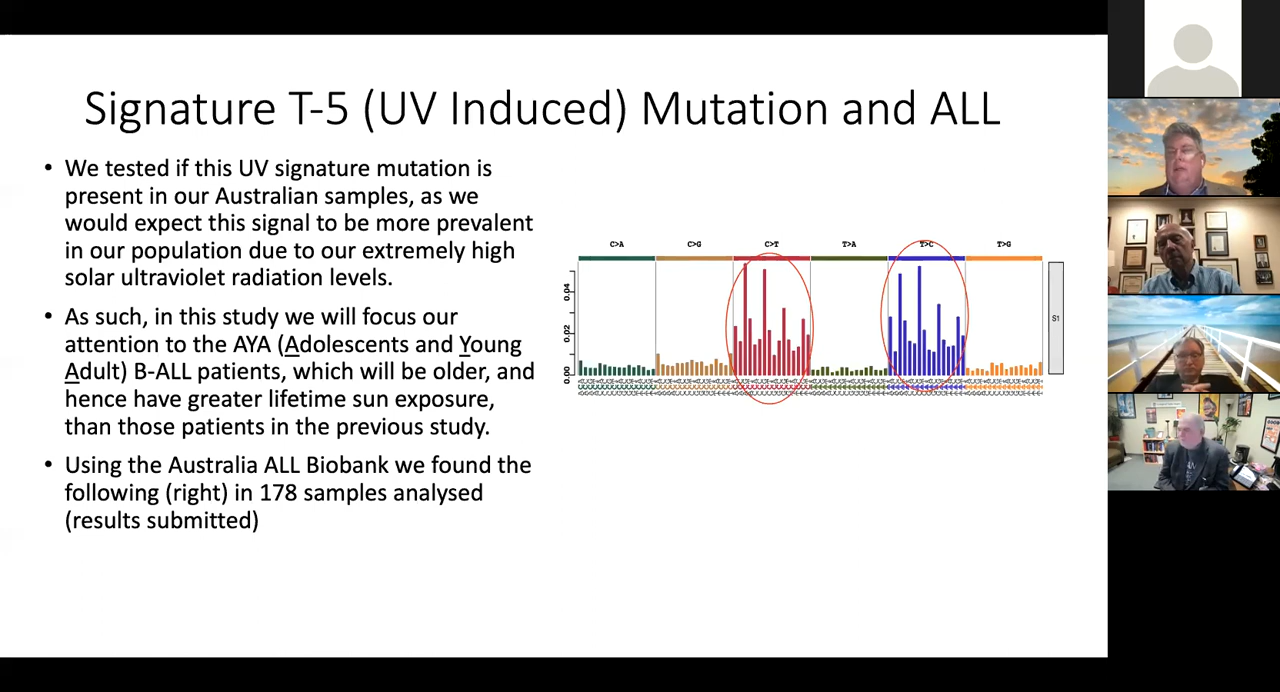 Signature T-5 (UV Induced) Mutation and ALL
• We tested if this UV signature mutation is
present in our Australian samples, as we
would expect this signal to be more prevalent
in our population due to our extremely high
solar ultraviolet radiation levels.
• As such, in this study we will focus our
attention to the AYA (Adolescents and Young
Adult) B-ALL patients, which will be older, and
hence have greater lifetime sun exposure,
than those patients in the previous study.
• Using the Australia ALL Biobank we found the
following (right) in 178 samples analysed
(results submitted)
C>A C>G C>T T>A T>C T>G
0.04
0.02
0.00
S1